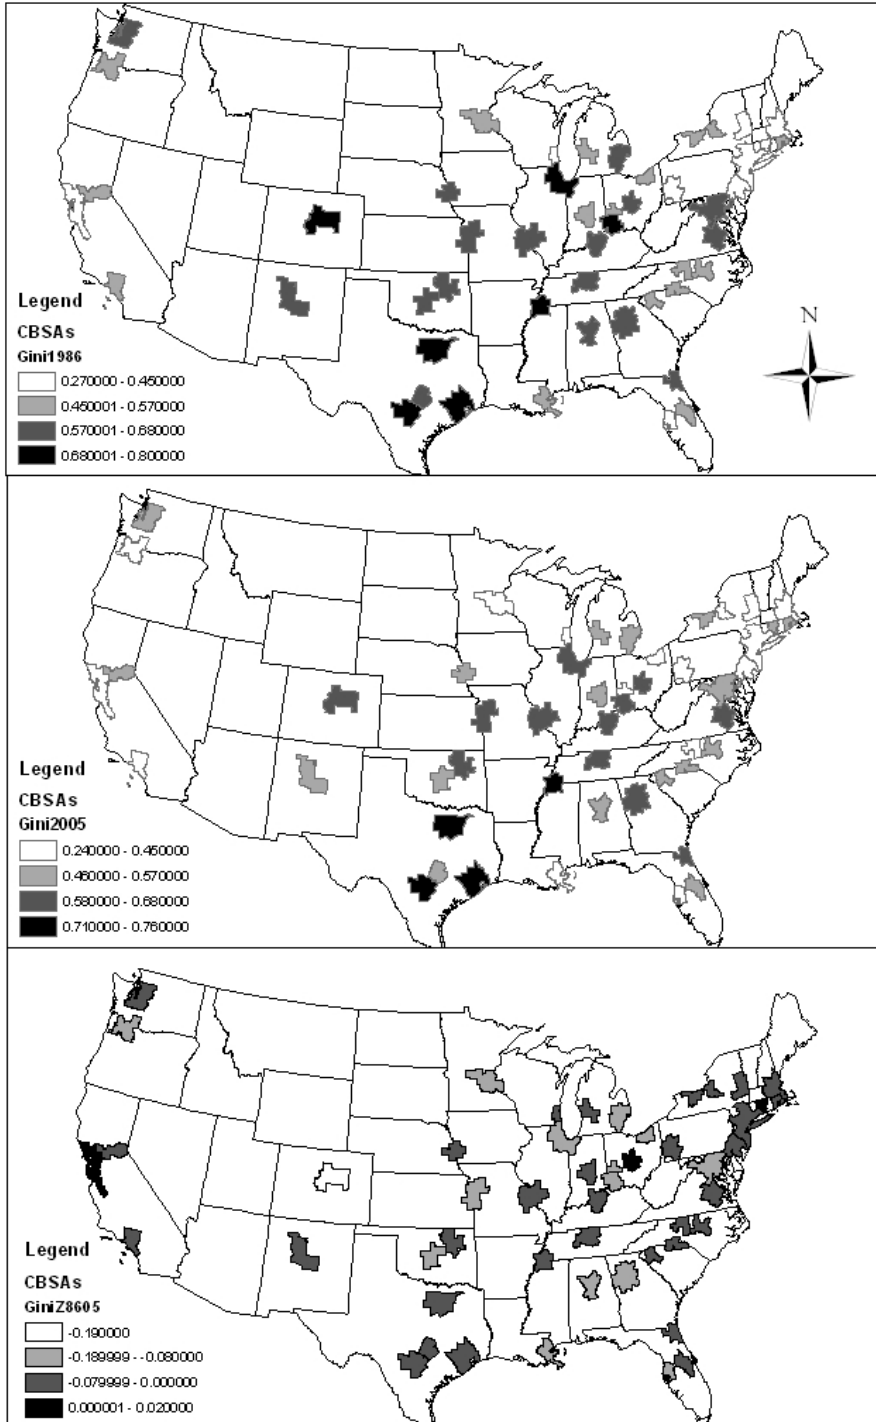 N
Legend
CBSAs
Gini1986
0.270000 - 0.450000
0.450001 - 0.570000
0.570001 - 0.680000
0.680001 - 0.800000
Legend
CBSAs
Gini2005
0.240000 - 0.450000
0.460000 - 0.570000
0.580000 - 0.680000
0.710000 - 0.760000
Legend
CBSAs
GiniZ8605
-0.190000
-0.189999 - -0.080000
-0.079999 - 0.000000
0.000001 - 0.020000